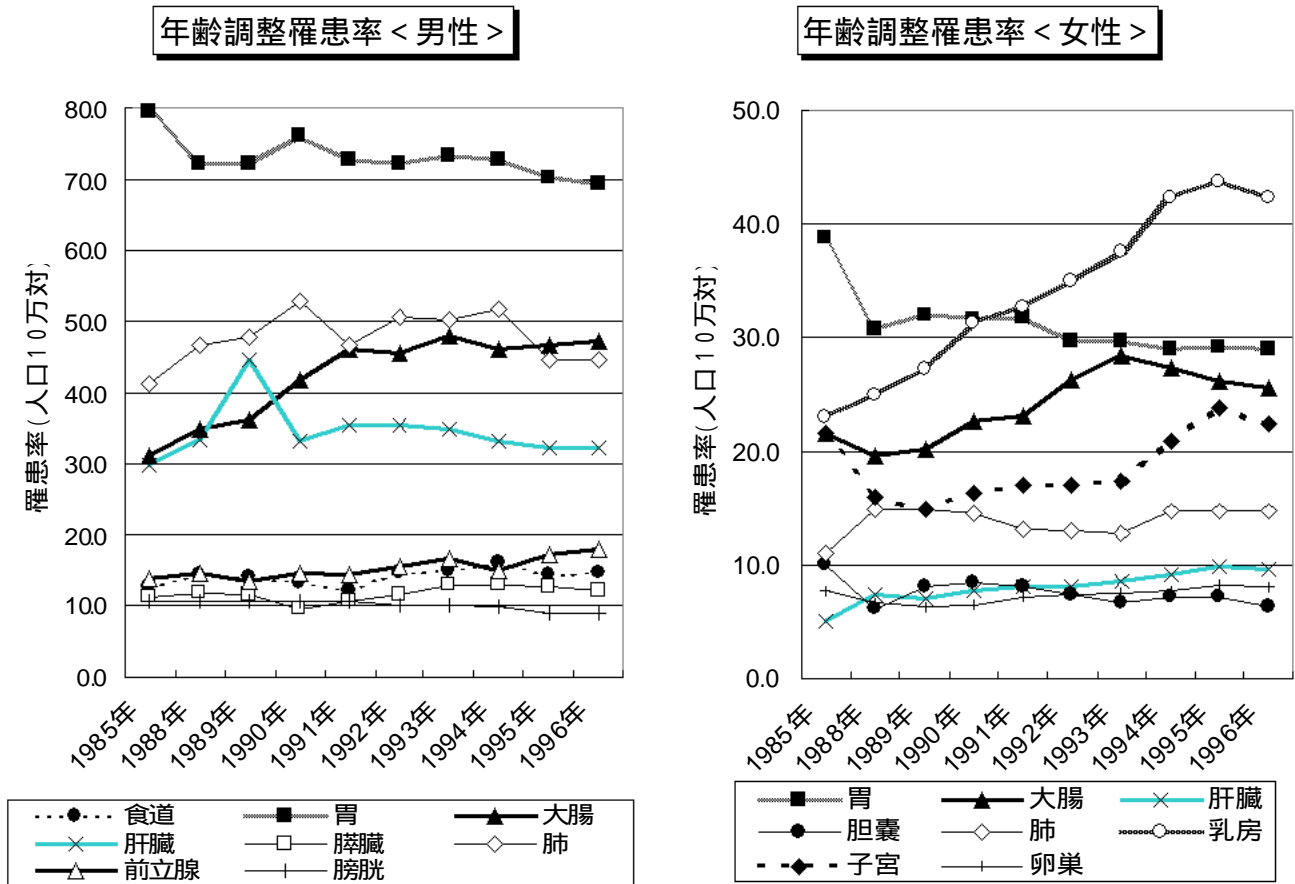 年齢調整罹患率<男性>
罹患率(人口10万対)
80.0
70.0
60.0
50.0
40.0
30.0
20.0
10.0
0.0
1985年 1988年 1989年 1990年 1991年 1992年 1993年 1994年 1995年 1996年
食道 胃 大腸
肝臓 膵臓 肺
前立腺 膀胱
年齢調整罹患率<女性>
罹患率(人口10万対)
50.0
40.0
30.0
20.0
10.0
0.0
1985年 1988年 1989年 1990年 1991年 1992年 1993年 1994年 1995年 1996年
胃 大腸 肝臓
胆嚢 肺 乳房
子宮 卵巣